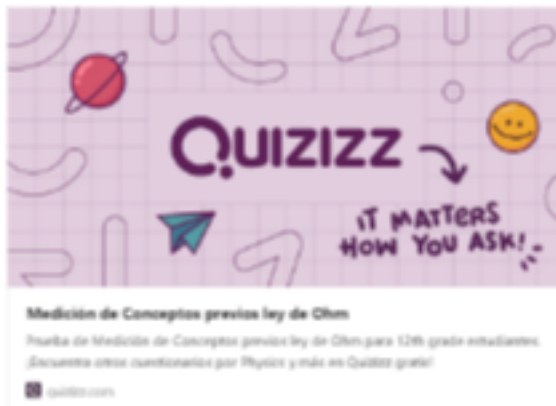 QUIZIZZ
IT MATTERS
HOW YOU ASK!
Medición de Conceptos previos ley de Ohm
Prueba de Medición de Conceptos previos ley de Ohm para 12th grade estudiantes.
¡Encuentra otros cuestionarios por Physics y más en Quizizz gratis!
quizizz.com